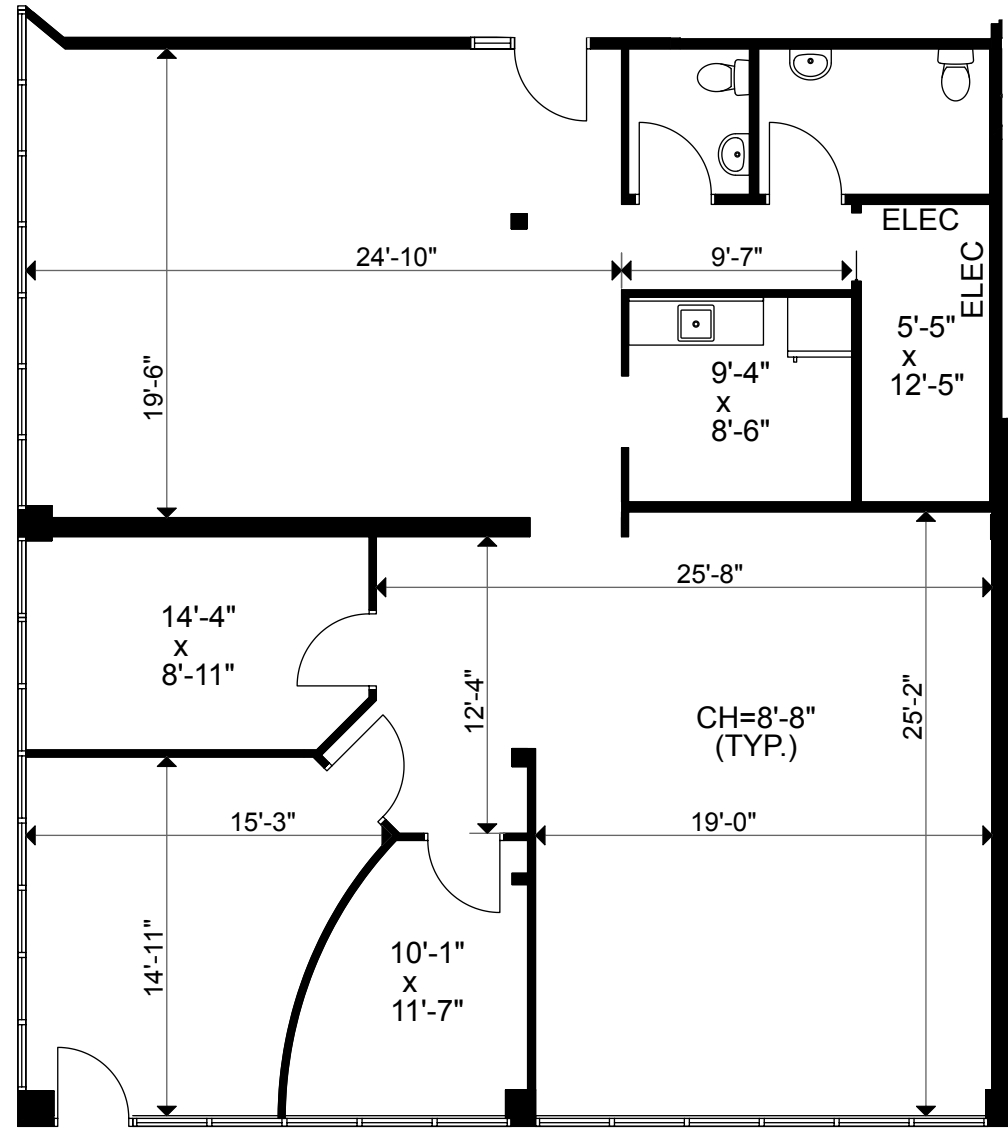 ELEC
24'-10"
9'-7"
ELEC
5'-5"
x
12'-5"
19'-6"
9'-4"
x
8'-6"
25'-8"
14'-4"
x
8'-11"
12'-4"
25'-2"
CH=8'-8"
(TYP.)
15'-3"
19'-0"
14'-11"
10'-1"
x
11'-7"